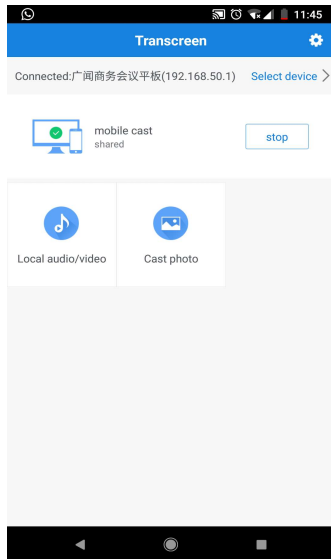 11:45
Transcreen
Connected:广闻商务会议平板(192.168.50.1) Select device
mobile cast
shared
stop
Local audio/video Cast photo